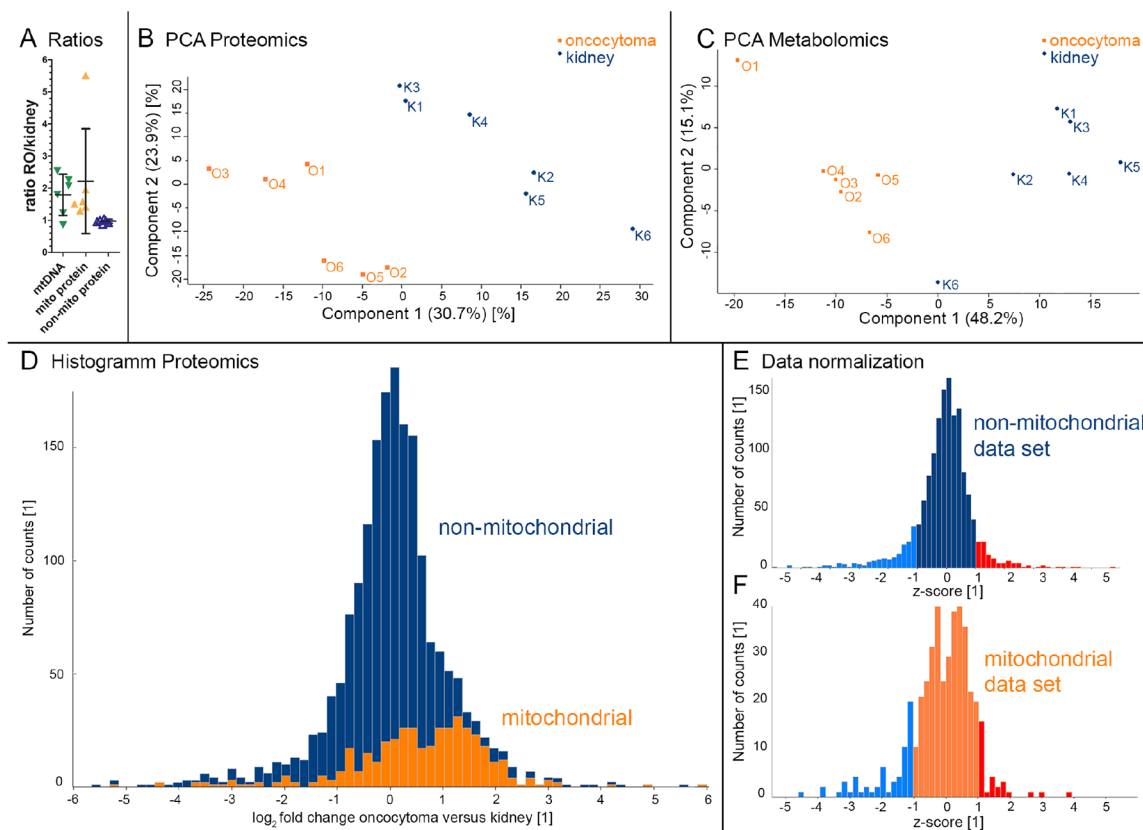 A Ratios
6
5
4
3
2
1
0
ratio RO/kidney
mtDNA
mito protein
non-mito protein
B PCA Proteomics
oncocytoma
kidney
Component 2 (23.9%) [%]
20
15
10
5
0
-5
-10
-15
-20
K3
K1
K4
K2
K5
K6
O3
O4
O1
O6
O5
O2
-25 -20 -15 -10 -5 0 5 10 15 20 25 30
Component 1 (30.7%) [%]
C PCA Metabolomics
oncocytoma
kidney
Component 2 (15.1%)
10
5
0
-5
-10
O1
K1
K3
K5
K2
K4
O4
O3
O2
O5
O6
K6
-20 -15 -10 -5 0 5 10 15
Component 1 (48.2%)
D Histogramm Proteomics
Number of counts [1]
150
100
50
0
non-mitochondrial
mitochondrial
-6 -5 -4 -3 -2 -1 0 1 2 3 4 5 6
log2 fold change oncocytoma versus kidney [1]
E Data normalization
Number of counts [1]
150
100
50
0
non-mitochondrial
data set
-5 -4 -3 -2 -1 0 1 2 3 4 5
z-score [1]
F
Number of counts [1]
40
30
20
10
0
mitochondrial
data set
-5 -4 -3 -2 -1 0 1 2 3 4 5
z-score [1]